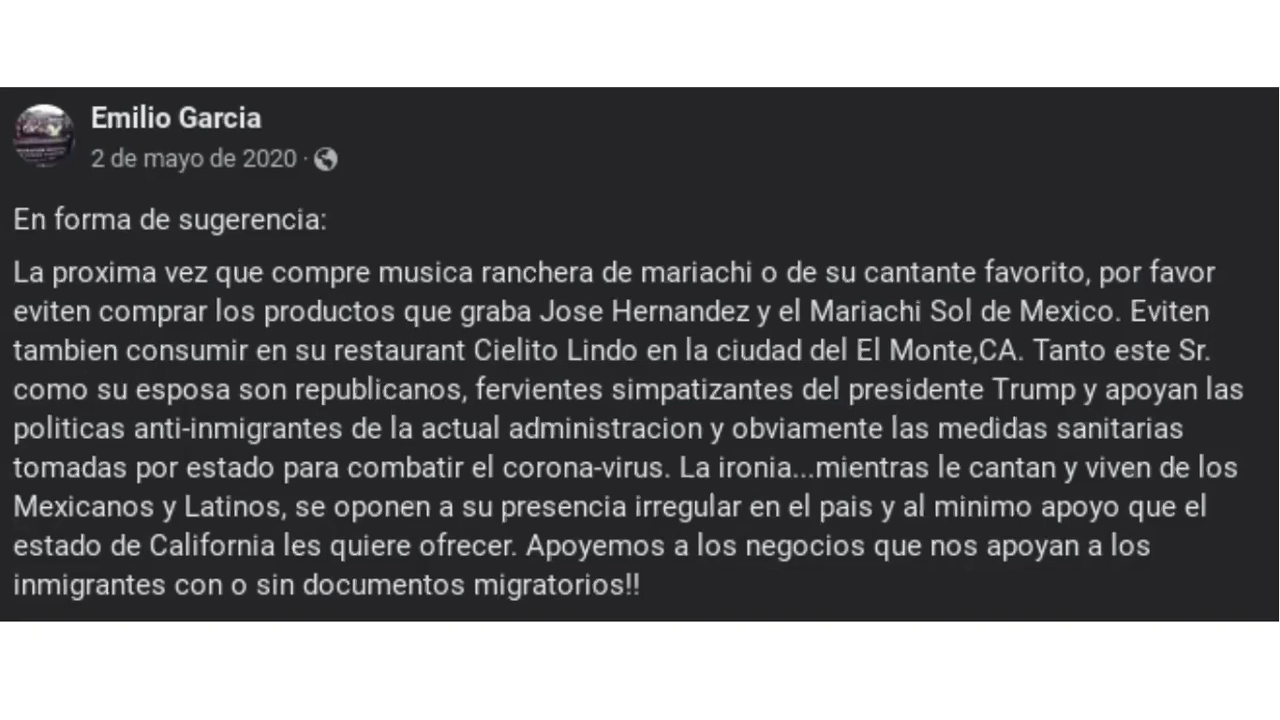 Emilio Garcia
2 de mayo de 2020 ·
En forma de sugerencia:
La proxima vez que compre musica ranchera de mariachi o de su cantante favorito, por favor
eviten comprar los productos que graba Jose Hernandez y el Mariachi Sol de Mexico. Eviten
tambien consumir en su restaurant Cielito Lindo en la ciudad del El Monte,CA. Tanto este Sr.
como su esposa son republicanos, fervientes simpatizantes del presidente Trump y apoyan las
politicas anti-inmigrantes de la actual administracion y obviamente las medidas sanitarias
tomadas por estado para combatir el corona-virus. La ironia...mientras le cantan y viven de los
Mexicanos y Latinos, se oponen a su presencia irregular en el pais y al minimo apoyo que el
estado de California les quiere ofrecer. Apoyemos a los negocios que nos apoyan a los
inmigrantes con o sin documentos migratorios!!